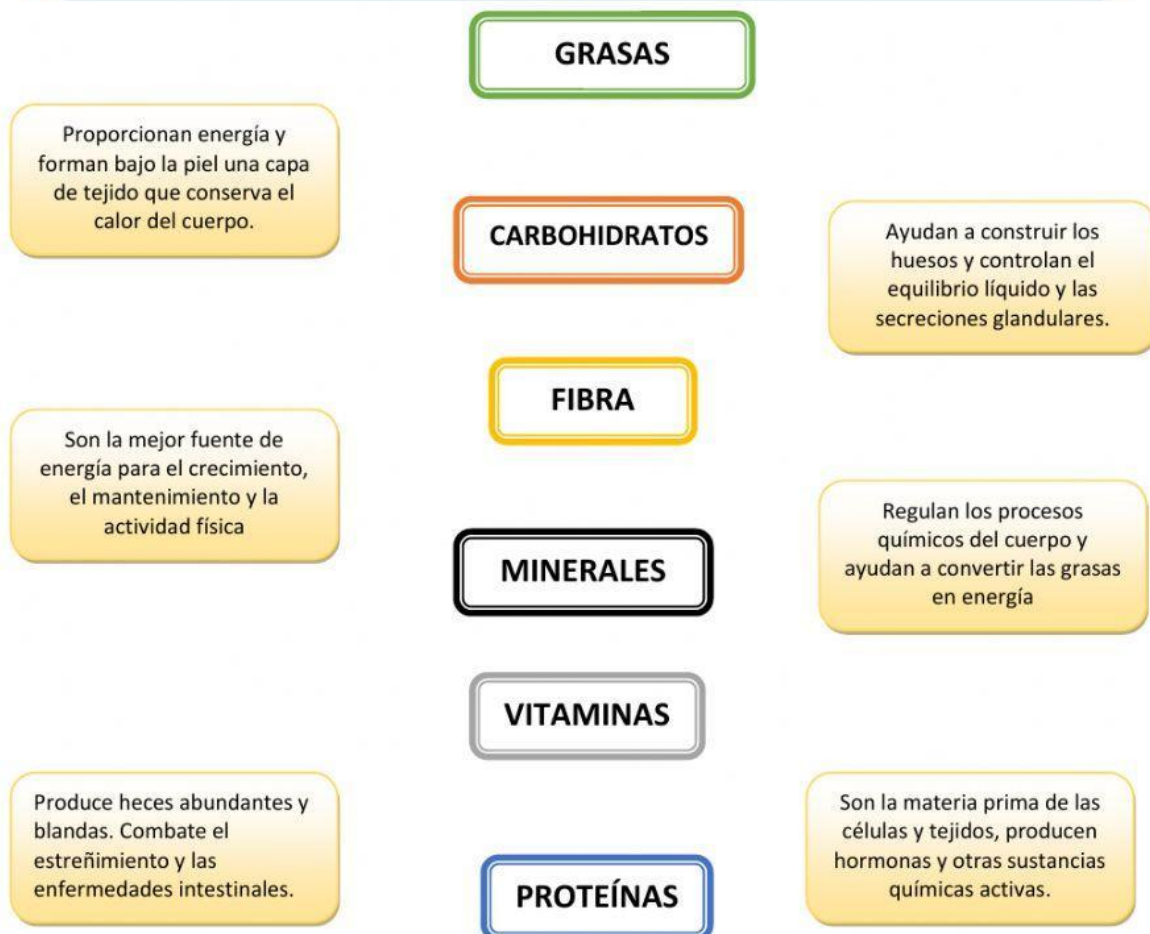 GRASAS
Proporcionan energía y
forman bajo la piel una capa
de tejido que conserva el
calor del cuerpo.
CARBOHIDRATOS
Ayudan a construir los
huesos y controlan el
equilibrio líquido y las
secreciones glandulares.
FIBRA
Son la mejor fuente de
energía para el crecimiento,
el mantenimiento y la
actividad física
Regulan los procesos
químicos del cuerpo y
ayudan a convertir las grasas
en energía
MINERALES
VITAMINAS
Produce heces abundantes y
blandas. Combate el
estreñimiento y las
enfermedades intestinales.
Son la materia prima de las
células y tejidos, producen
hormonas y otras sustancias
químicas activas.
PROTEÍNAS